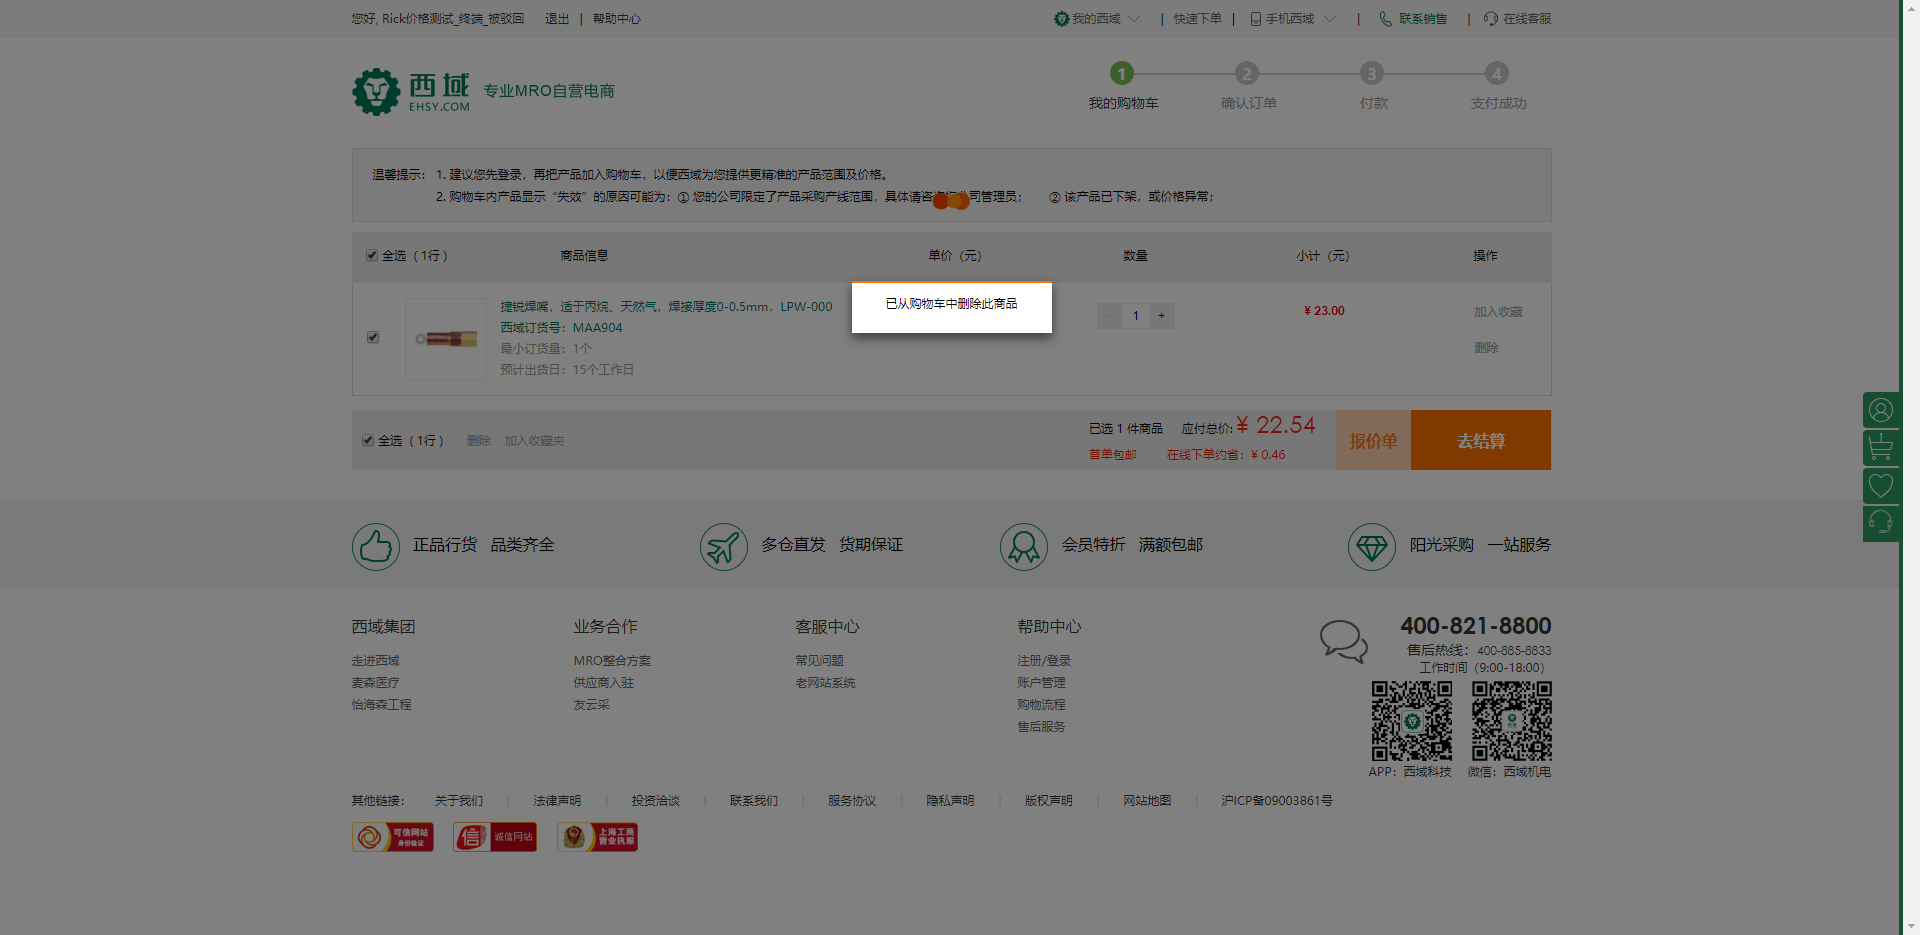 您好, Rick价格测试_终端_被驳回 退出 | 帮助中心
我的西域 | 快速下单 | 手机西域 | 联系销售 | 在线客服
西域 EHSY.COM 专业MRO自营电商
1 2 3 4
我的购物车 确认订单 付款 支付成功
温馨提示: 1. 建议您先登录，再把产品加入购物车，以便西域为您提供更精准的产品范围及价格。
2. 购物车内产品显示“失效”的原因可能为：① 您的公司限定了产品采购产线范围，具体请咨 司管理员； ② 该产品已下架，或价格异常；
全选（1行） 商品信息 单价（元） 数量 小计（元） 操作
捷锐焊嘴，适于丙烷、天然气，焊接厚度0-0.5mm，LPW-000
西域订货号：MAA904
最小订货量：1个
预计出货日：15个工作日
已从购物车中删除此商品
- 1 +
¥ 23.00
加入收藏
删除
全选（1行） 删除 加入收藏夹
已选 1 件商品 应付总价:¥ 22.54
首单包邮 在线下单约省：¥ 0.46
报价单 去结算
正品行货 品类齐全
多仓直发 货期保证
会员特折 满额包邮
阳光采购 一站服务
西域集团
走进西域
麦森医疗
怡海森工程
业务合作
MRO整合方案
供应商入驻
友云采
客服中心
常见问题
老网站系统
帮助中心
注册/登录
账户管理
购物流程
售后服务
400-821-8800
售后热线：400-885-8833
工作时间（9:00-18:00）
APP：西域科技 微信：西域机电
其他链接： 关于我们 | 法律声明 | 投资洽谈 | 联系我们 | 服务协议 | 隐私声明 | 版权声明 | 网站地图 | 沪ICP备09003861号
可信网站 身份验证
信 诚信网站
上海工商 营业执照